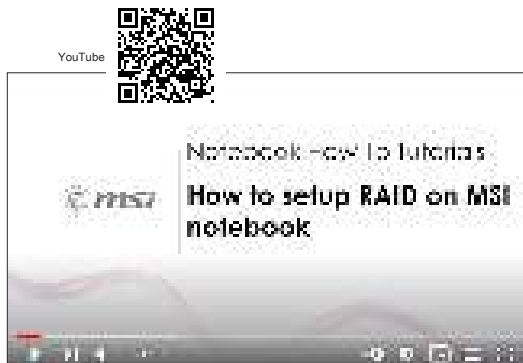 YouTube
Notebook How To Tutorials
msi
How to setup RAID on MSI
notebook